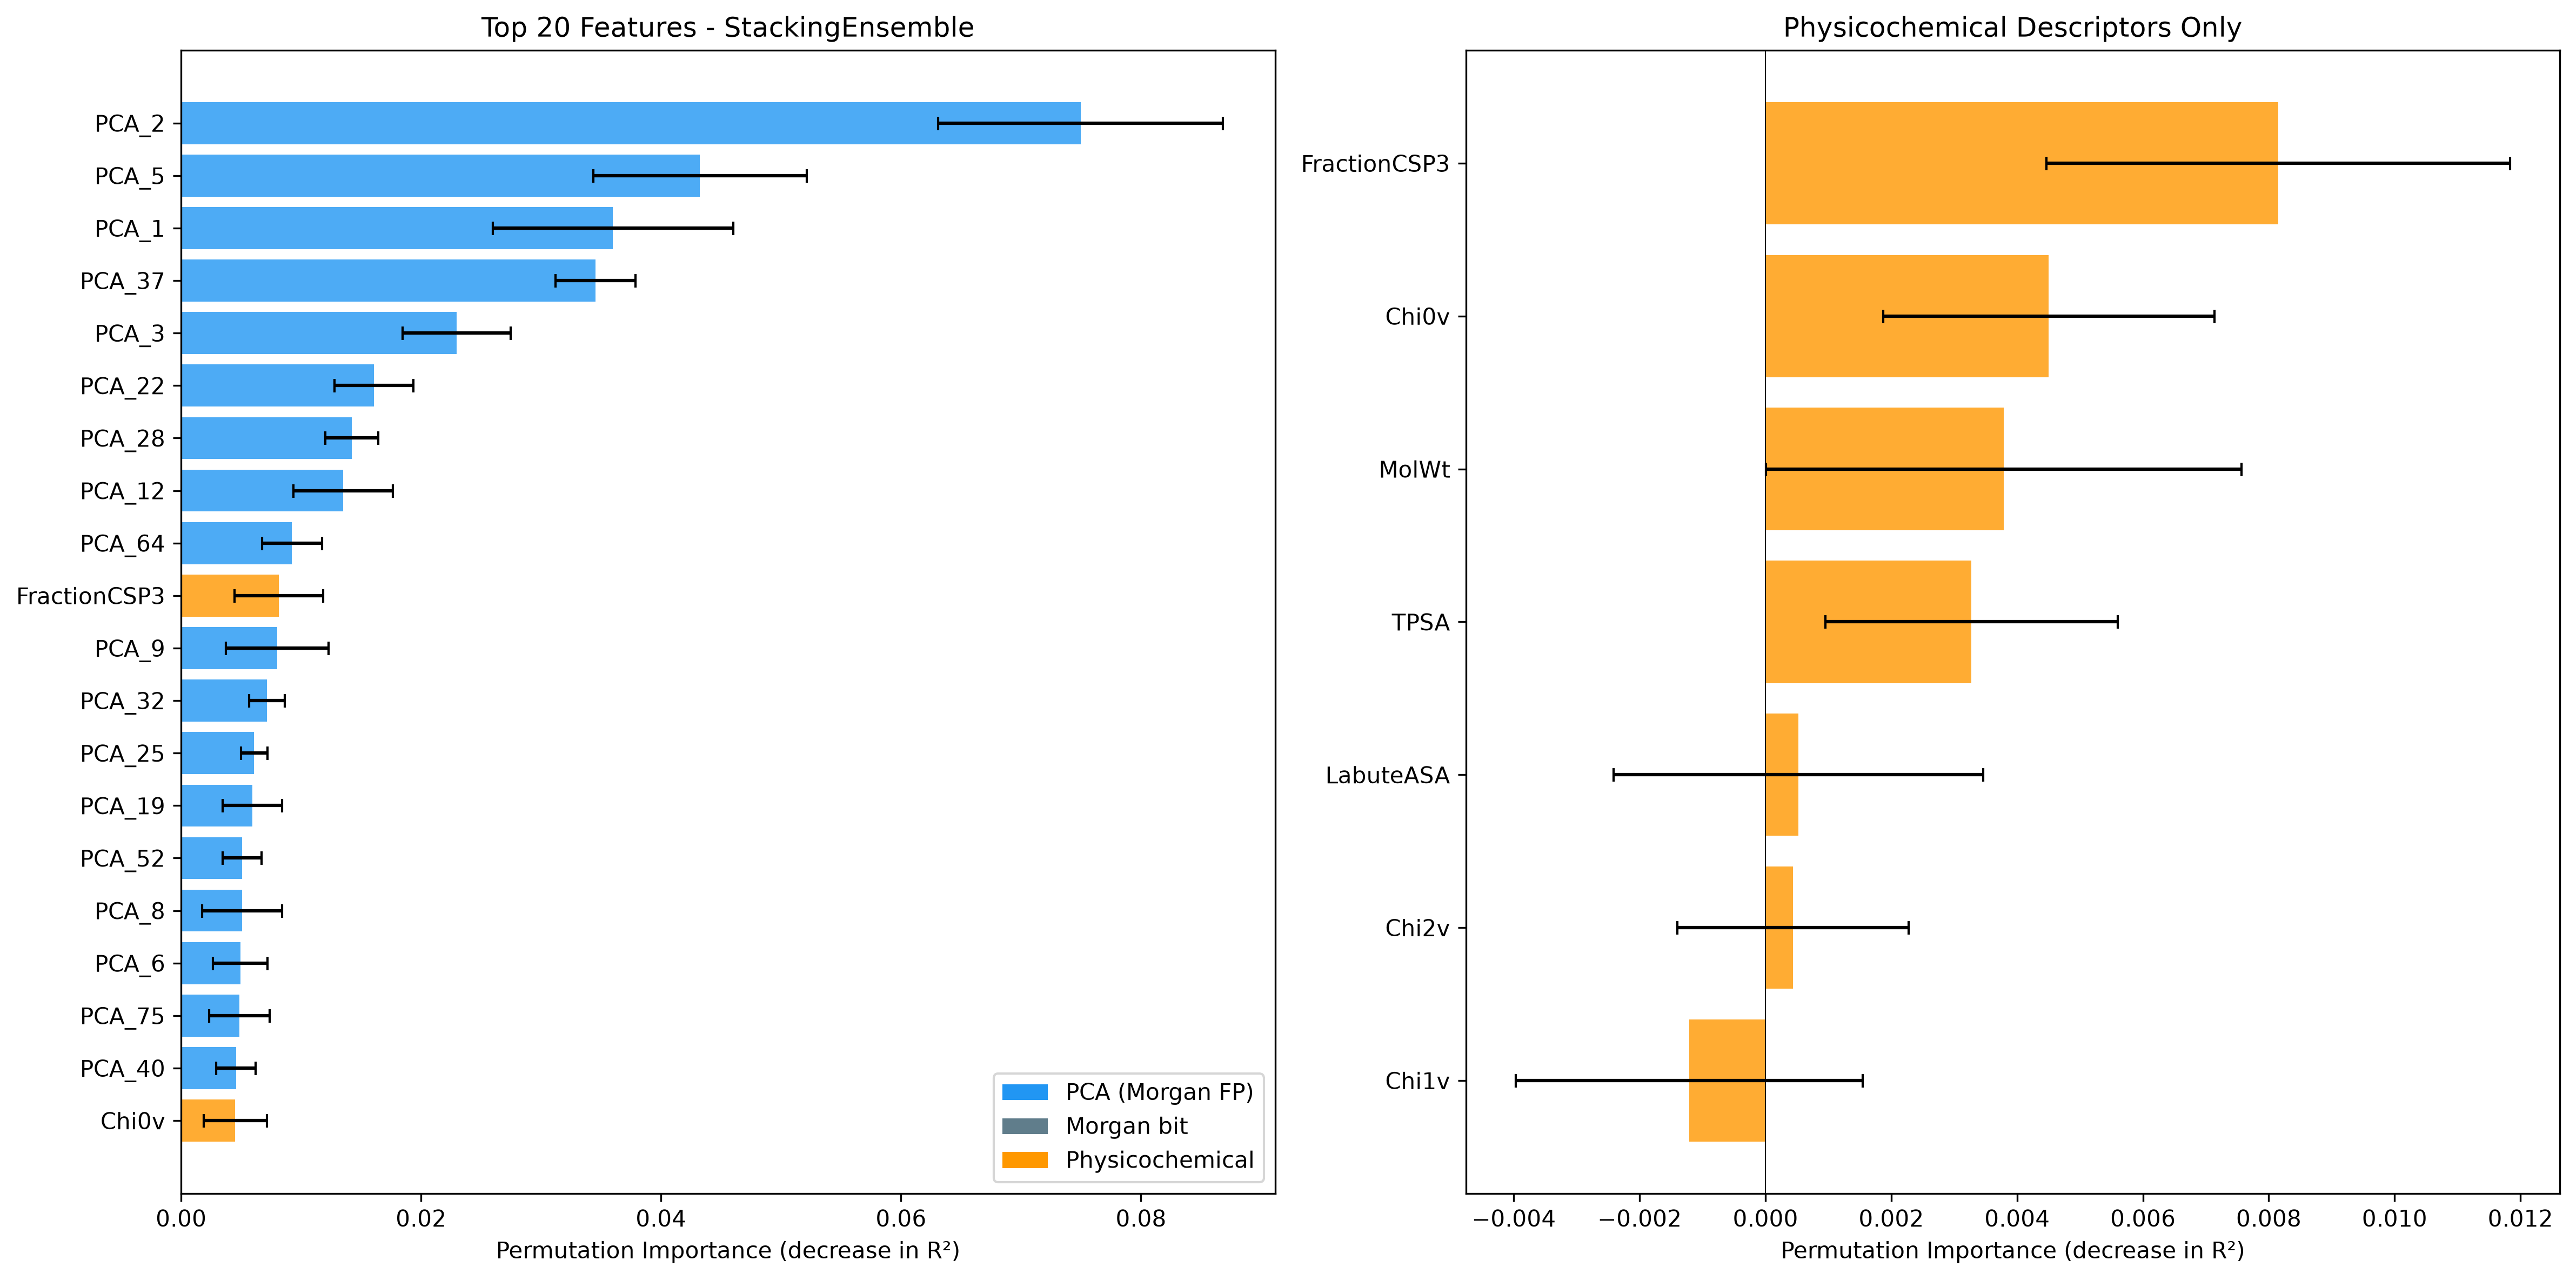 Top 20 Features - StackingEnsemble
PCA_2
PCA_5
PCA_1
PCA_37
PCA_3
PCA_22
PCA_28
PCA_12
PCA_64
FractionCSP3
PCA_9
PCA_32
PCA_25
PCA_19
PCA_52
PCA_8
PCA_6
PCA_75
PCA_40
Chi0v
PCA (Morgan FP)
Morgan bit
Physicochemical
0.00 0.02 0.04 0.06 0.08
Permutation Importance (decrease in R²)
Physicochemical Descriptors Only
FractionCSP3
Chi0v
MolWt
TPSA
LabuteASA
Chi2v
Chi1v
−0.004 −0.002 0.000 0.002 0.004 0.006 0.008 0.010 0.012
Permutation Importance (decrease in R²)